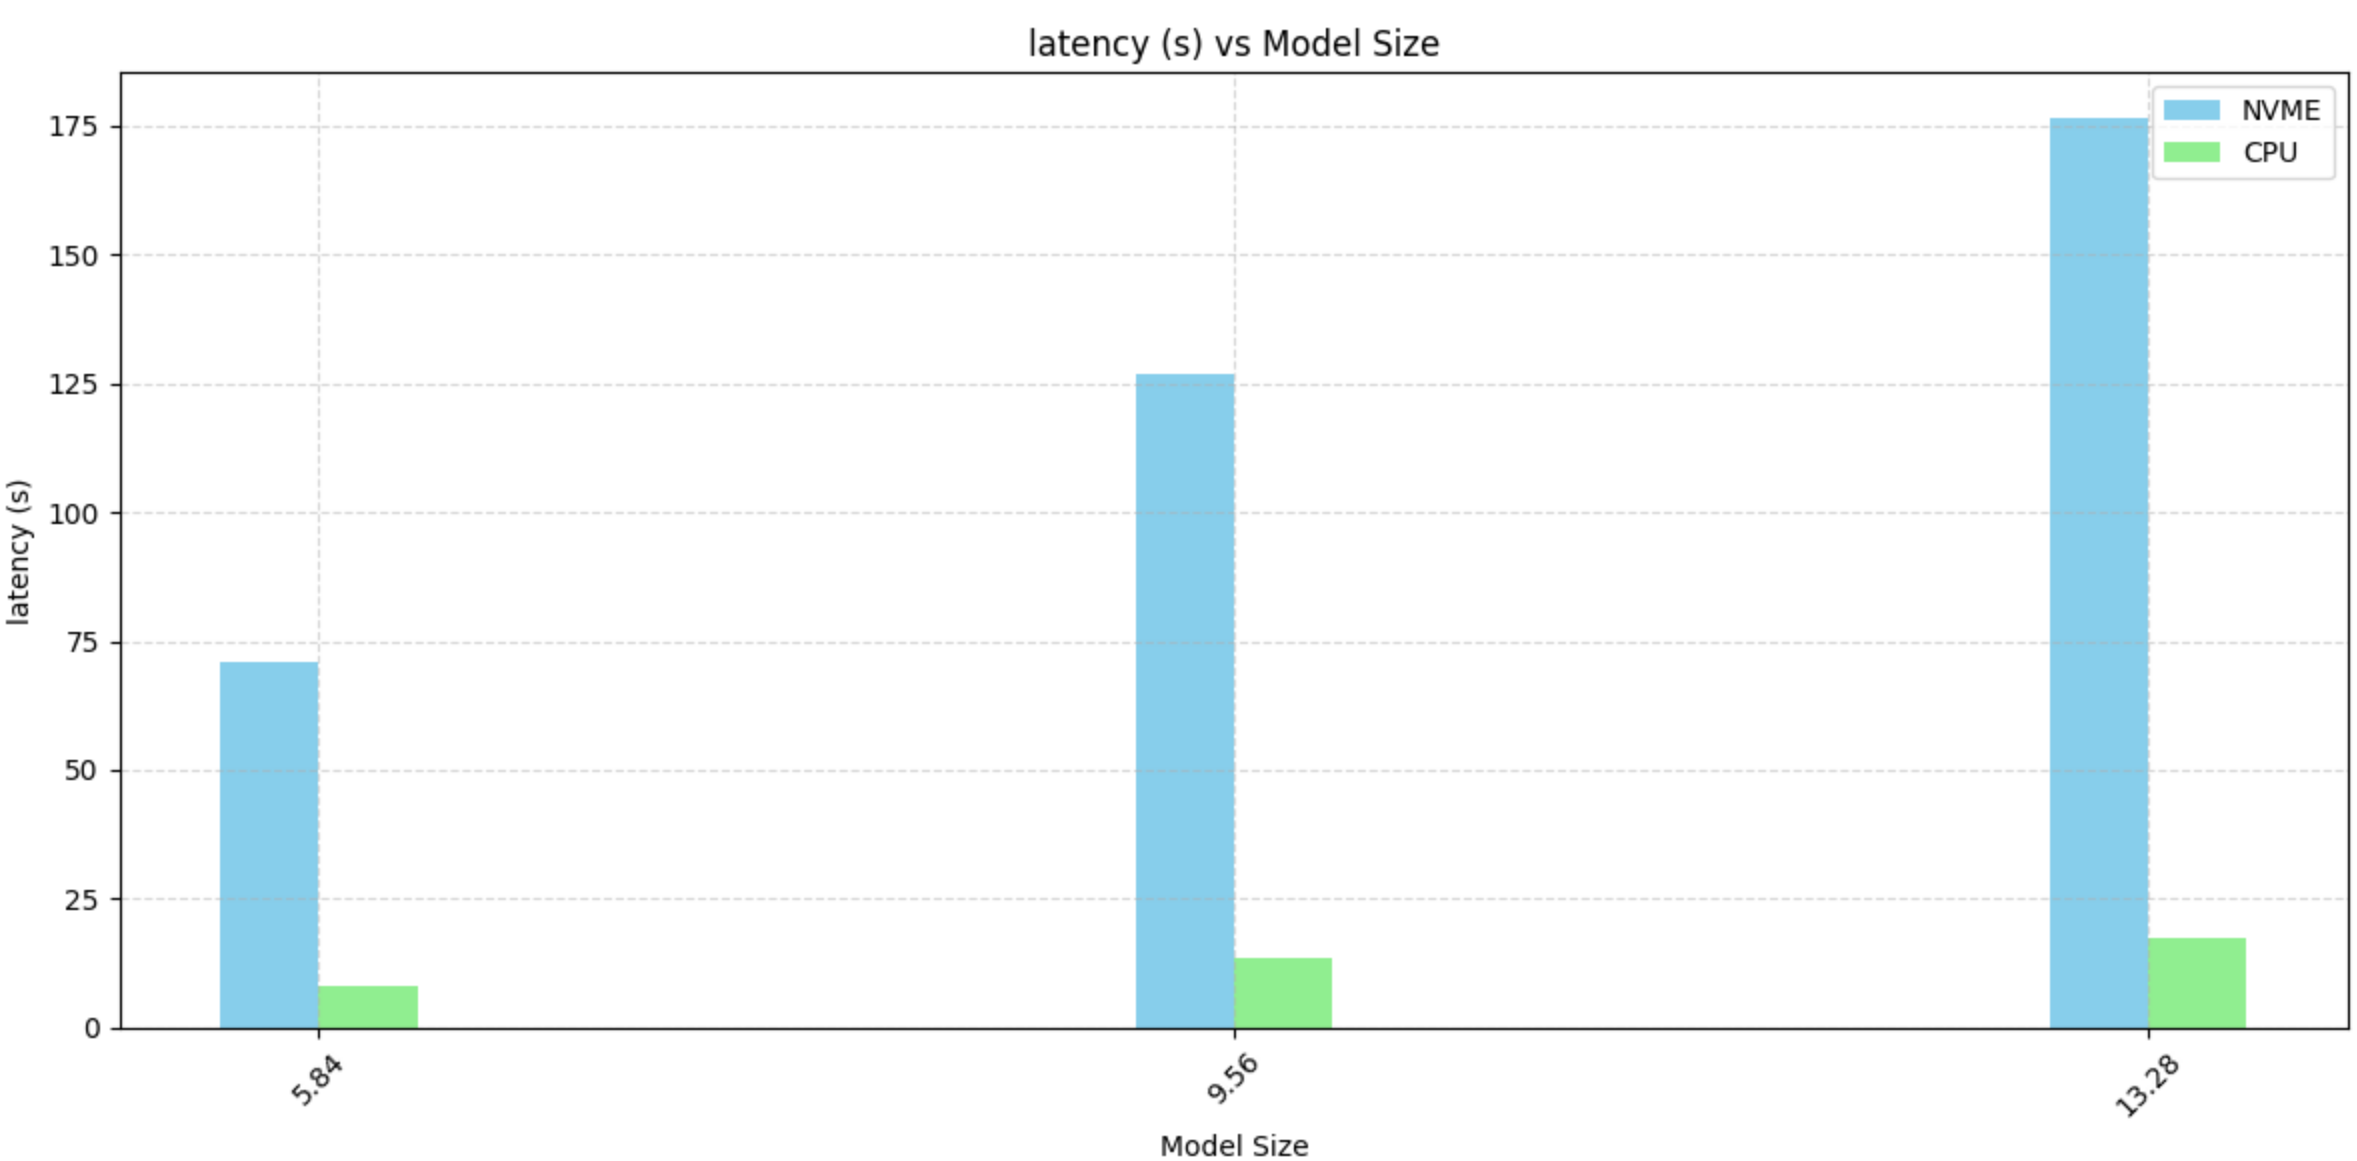 latency (s) vs Model Size
NVME
CPU
latency (s)
175
150
125
100
75
50
25
0
5.84
9.56
13.28
Model Size